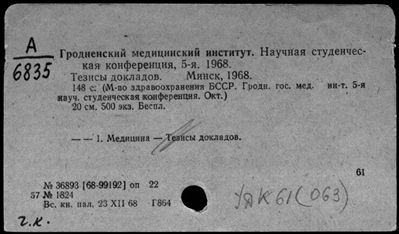 А
6835
Гродненский медицинский институт. Научная студенчес-
кая конференция, 5-я. 1968.
Тезисы докладов. Минск, 1968.
148 с. (М-во здравоохранения БССР. Гродн. гос. мед. ин-т. 5-я
науч. студенческая конференция. Окт.)
20 см. 500 экз. Беспл.
— — 1. Медицина — Тезисы докладов.
61
№ 36893 [68-99192] оп 22
57 № 1824
Вс. кн. пал. 23 XII 68 Г864
УДК 61(063)
г.к.